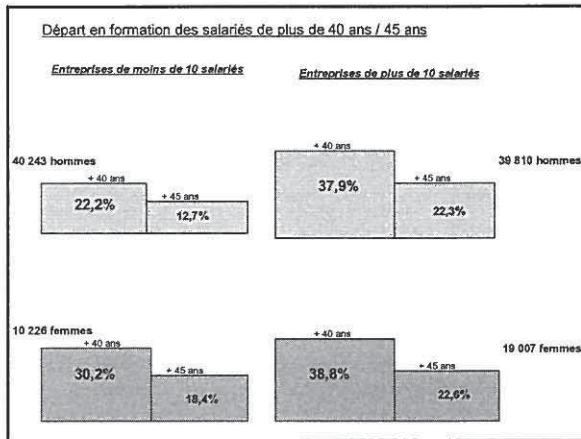 Départ en formation des salariés de plus de 40 ans / 45 ans
Entreprises de moins de 10 salariés
Entreprises de plus de 10 salariés
40 243 hommes
+ 40 ans
22,2%
+ 45 ans
12,7%
+ 40 ans
37,9%
+ 45 ans
22,3%
39 810 hommes
10 226 femmes
+ 40 ans
30,2%
+ 45 ans
18,4%
+ 40 ans
38,8%
+ 45 ans
22,6%
19 007 femmes